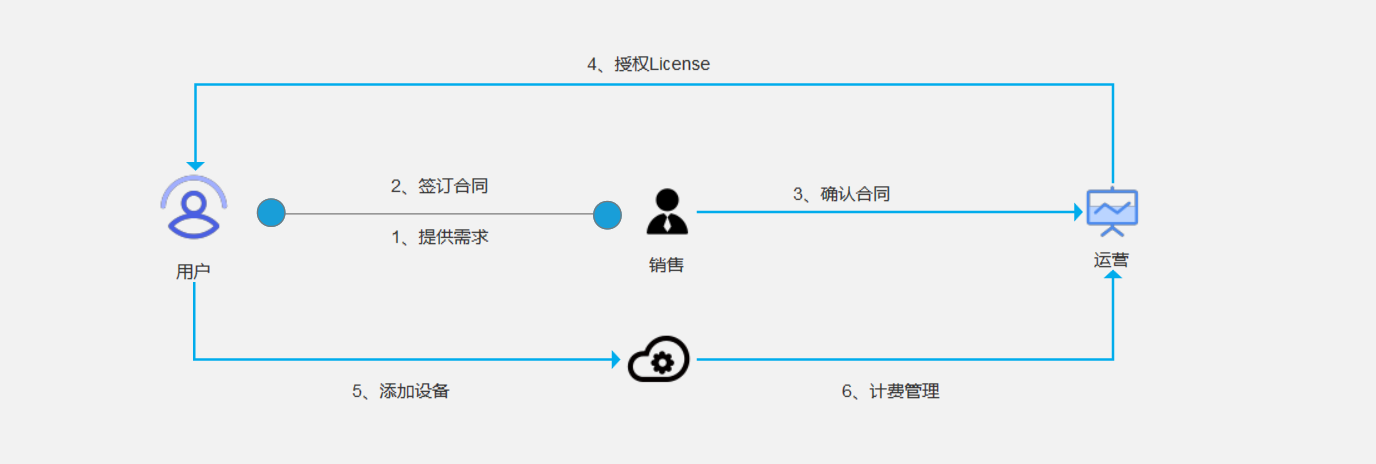 4、授权License
2、签订合同
3、确认合同
1、提供需求
用户
销售
运营
5、添加设备
6、计费管理